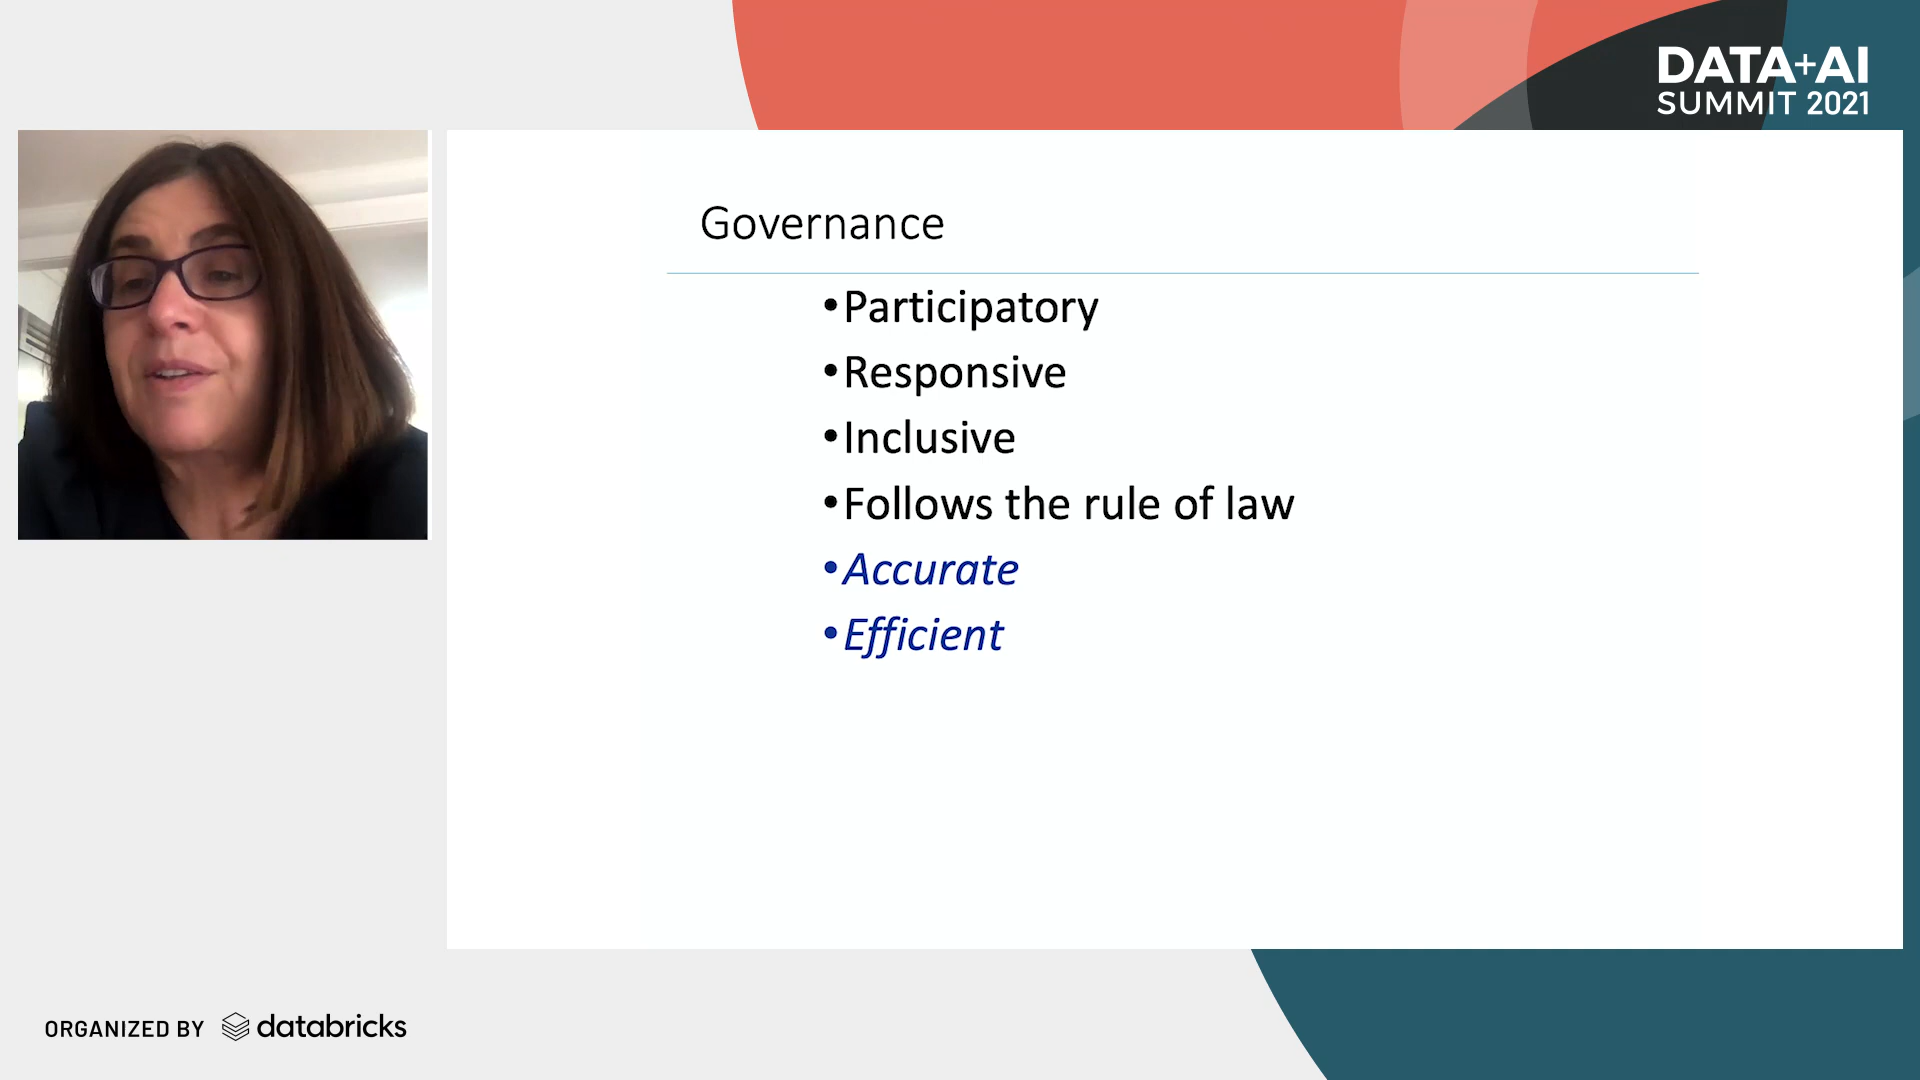 DATA+AI
SUMMIT 2021
Governance
•Participatory
•Responsive
•Inclusive
•Follows the rule of law
•Accurate
•Efficient
ORGANIZED BY databricks